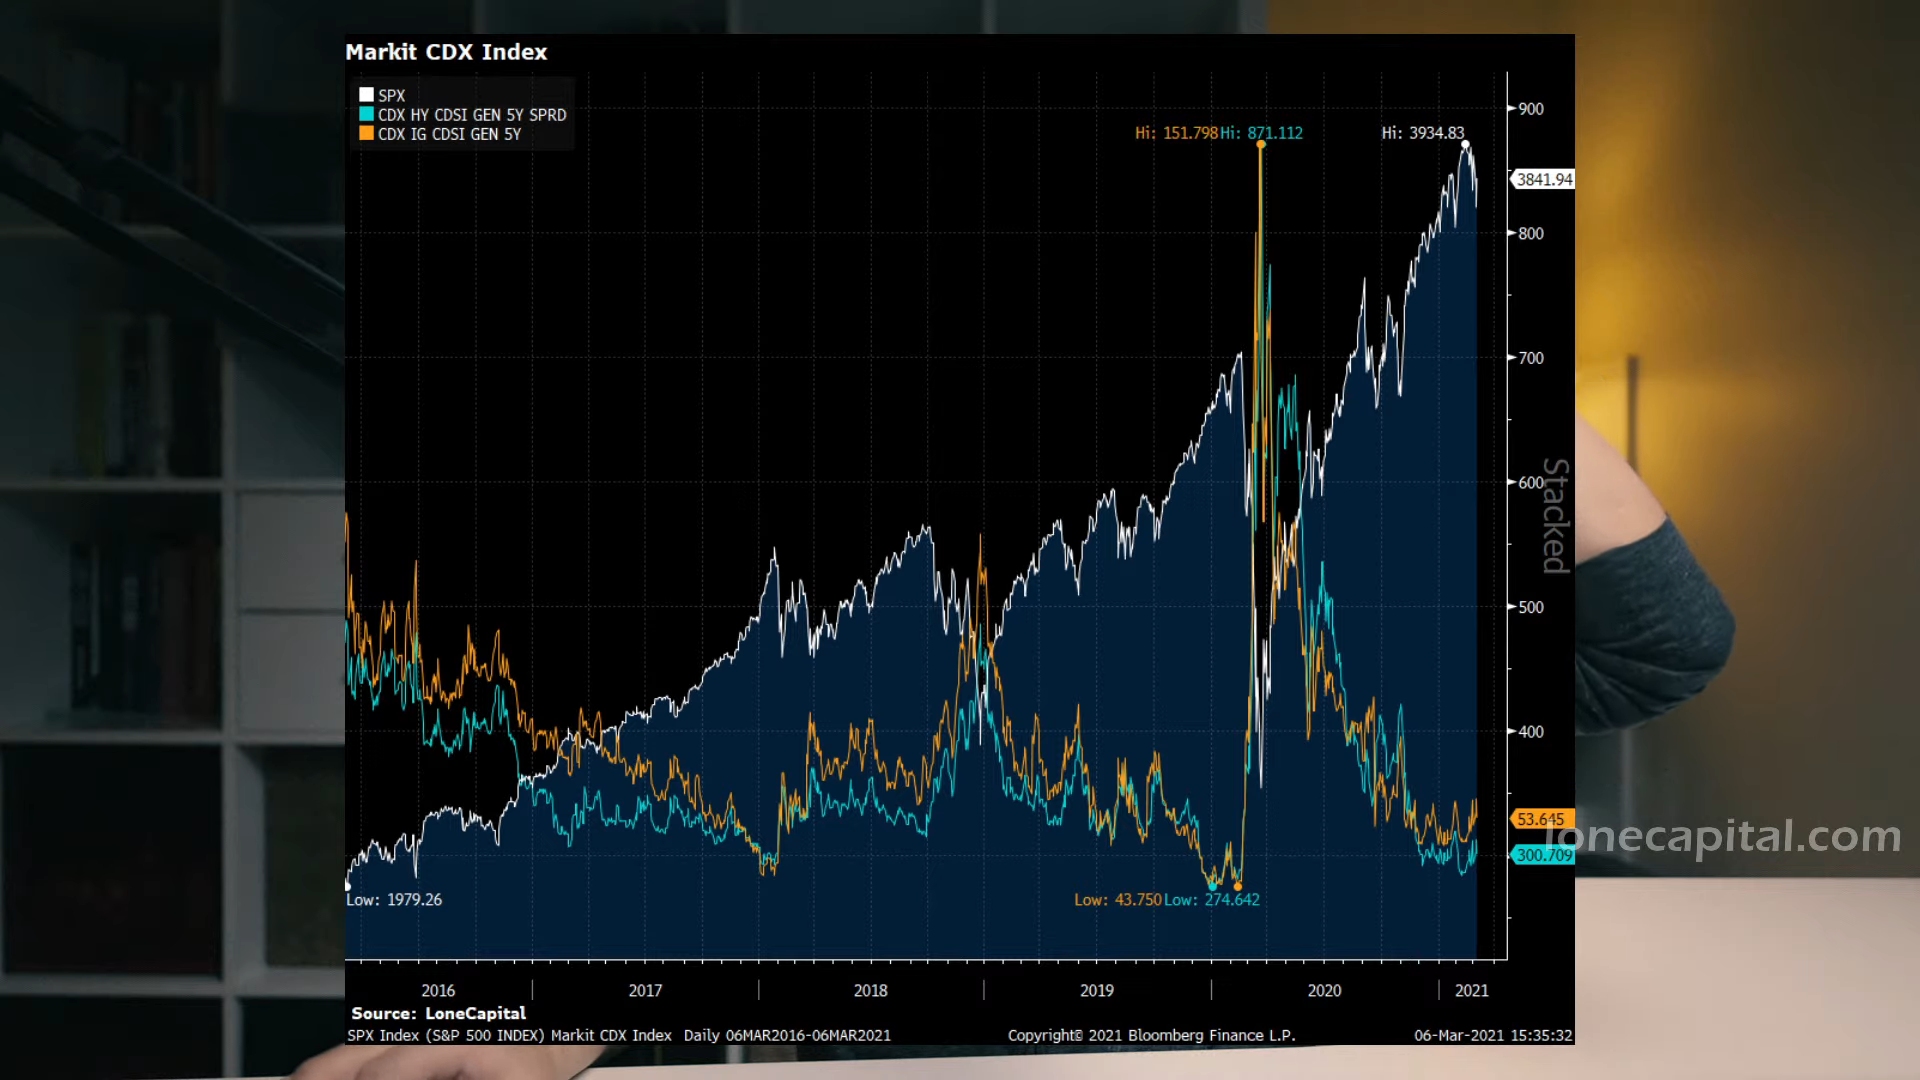 Markit CDX Index
SPX
CDX HY CDSI GEN 5Y SPRD
CDX IG CDSI GEN 5Y
Hi: 151.798 Hi: 871.112
Hi: 3934.83
900
3841.94
800
700
600
Stacked
500
400
53.645
lonecapital.com
300.709
Low: 1979.26
Low: 43.750 Low: 274.642
2016 2017 2018 2019 2020 2021
Source: LoneCapital
SPX Index (S&P 500 INDEX) Markit CDX Index Daily 06MAR2016-06MAR2021 Copyright© 2021 Bloomberg Finance L.P. 06-Mar-2021 15:35:32